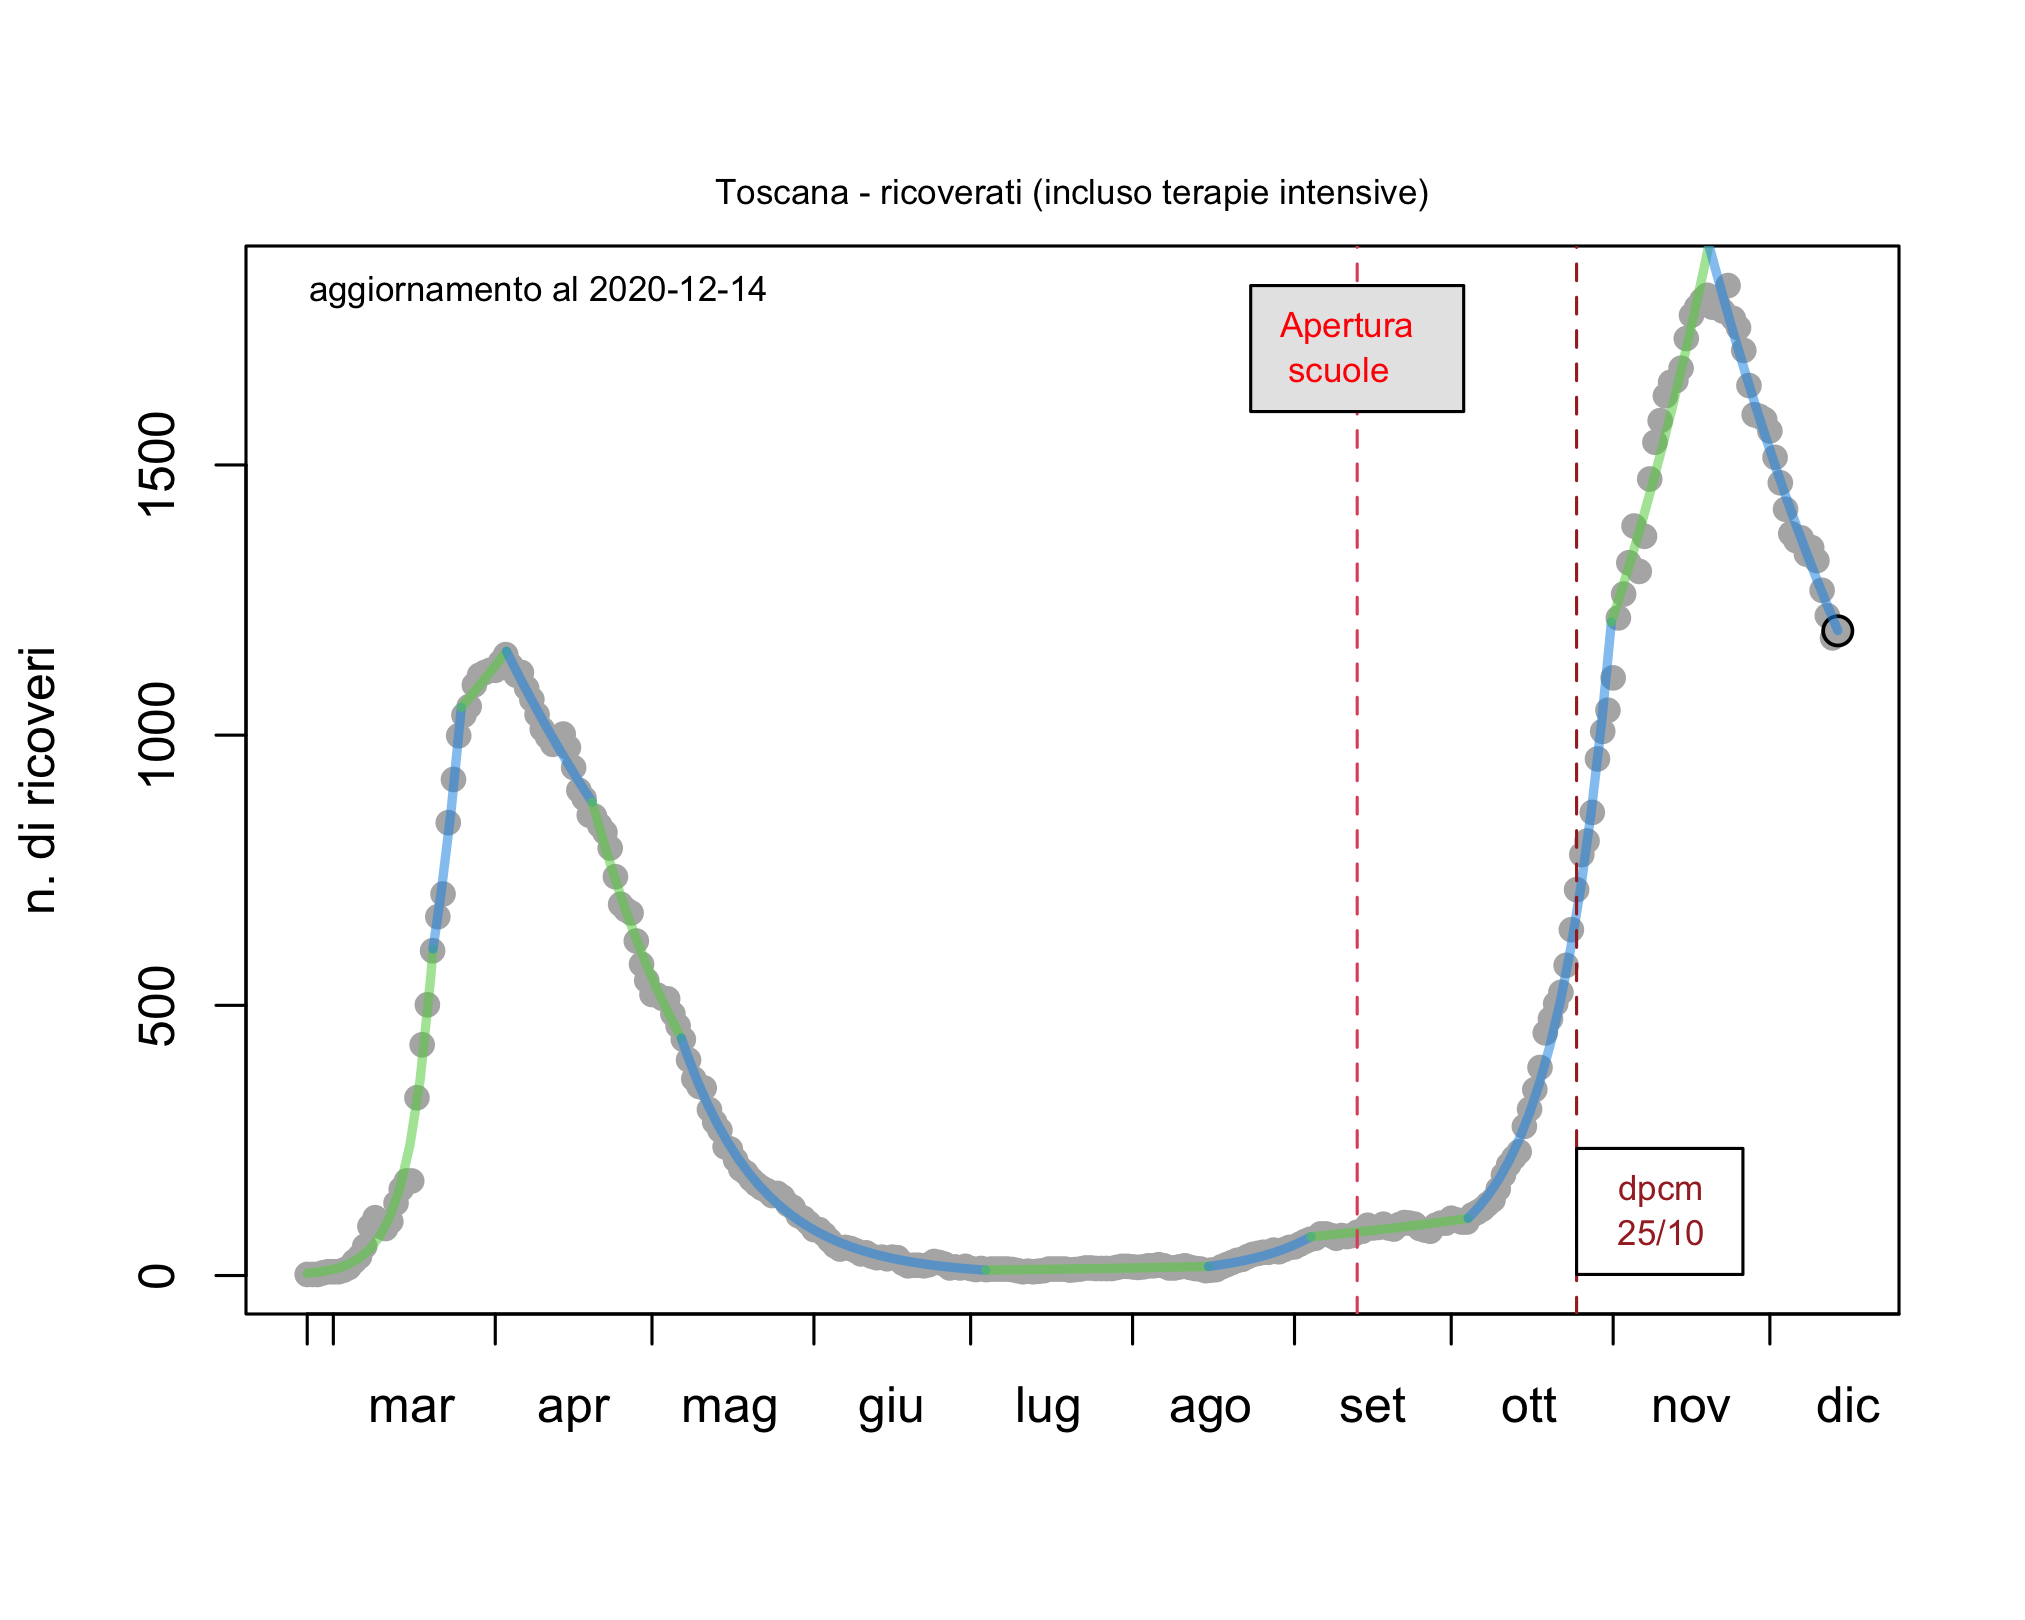 Toscana - ricoverati (incluso terapie intensive)
aggiornamento al 2020-12-14
Apertura
scuole
1500
1000
500
0
n. di ricoveri
dpcm
25/10
mar apr mag giu lug ago set ott nov dic